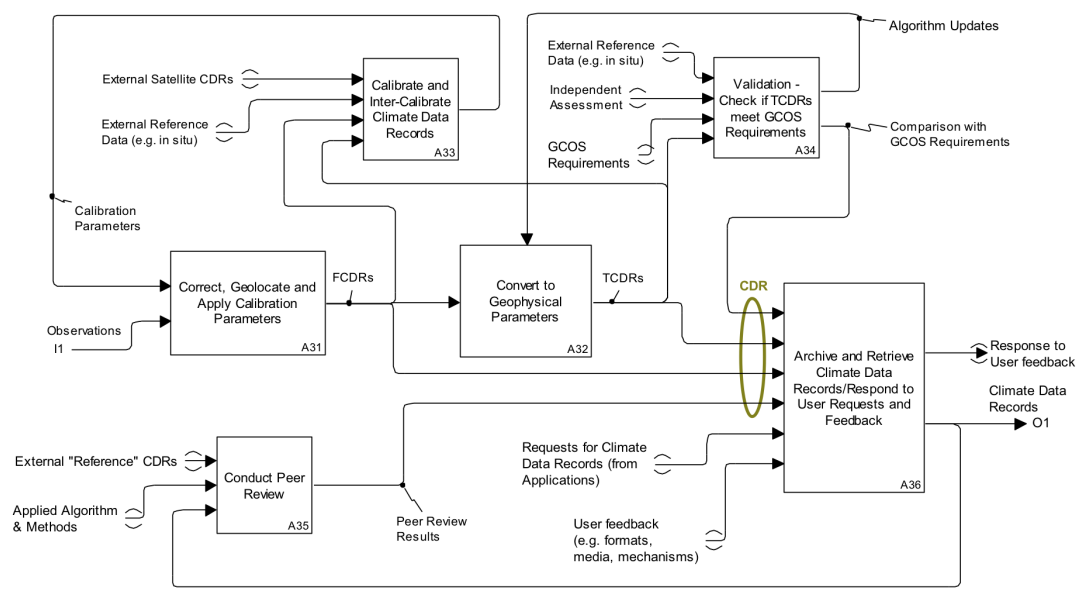 Algorithm Updates
External Satellite CDRs
External Reference
Data (e.g. in situ)
Calibrate and
Inter-Calibrate
Climate Data
Records
A33
External Reference
Data (e.g. in situ)
Independent
Assessment
GCOS
Requirements
Validation -
Check if TCDRs
meet GCOS
Requirements
A34
Comparison with
GCOS Requirements
Calibration
Parameters
Observations
I1
Correct, Geolocate and
Apply Calibration
Parameters
A31
FCDRs
Convert to
Geophysical
Parameters
A32
TCDRs
CDR
Archive and Retrieve
Climate Data
Records/Respond to
User Requests and
Feedback
A36
Response to
User feedback
Climate Data
Records
O1
External "Reference" CDRs
Applied Algorithm
& Methods
Conduct Peer
Review
A35
Peer Review
Results
Requests for Climate
Data Records (from
Applications)
User feedback
(e.g. formats,
media, mechanisms)